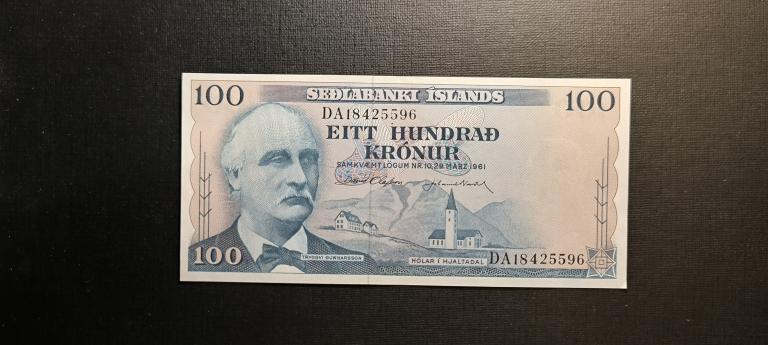 100
SEÐLABANKI ÍSLANDS
100
DA18425596
EITT HUNDRAÐ
KRÓNUR
SAMKVÆMT LÖGUM NR. 10, 29. MARZ 1961
100
TRYGGVI GUNNARSSON
HÓLAR Í HJALTADAL
DA18425596